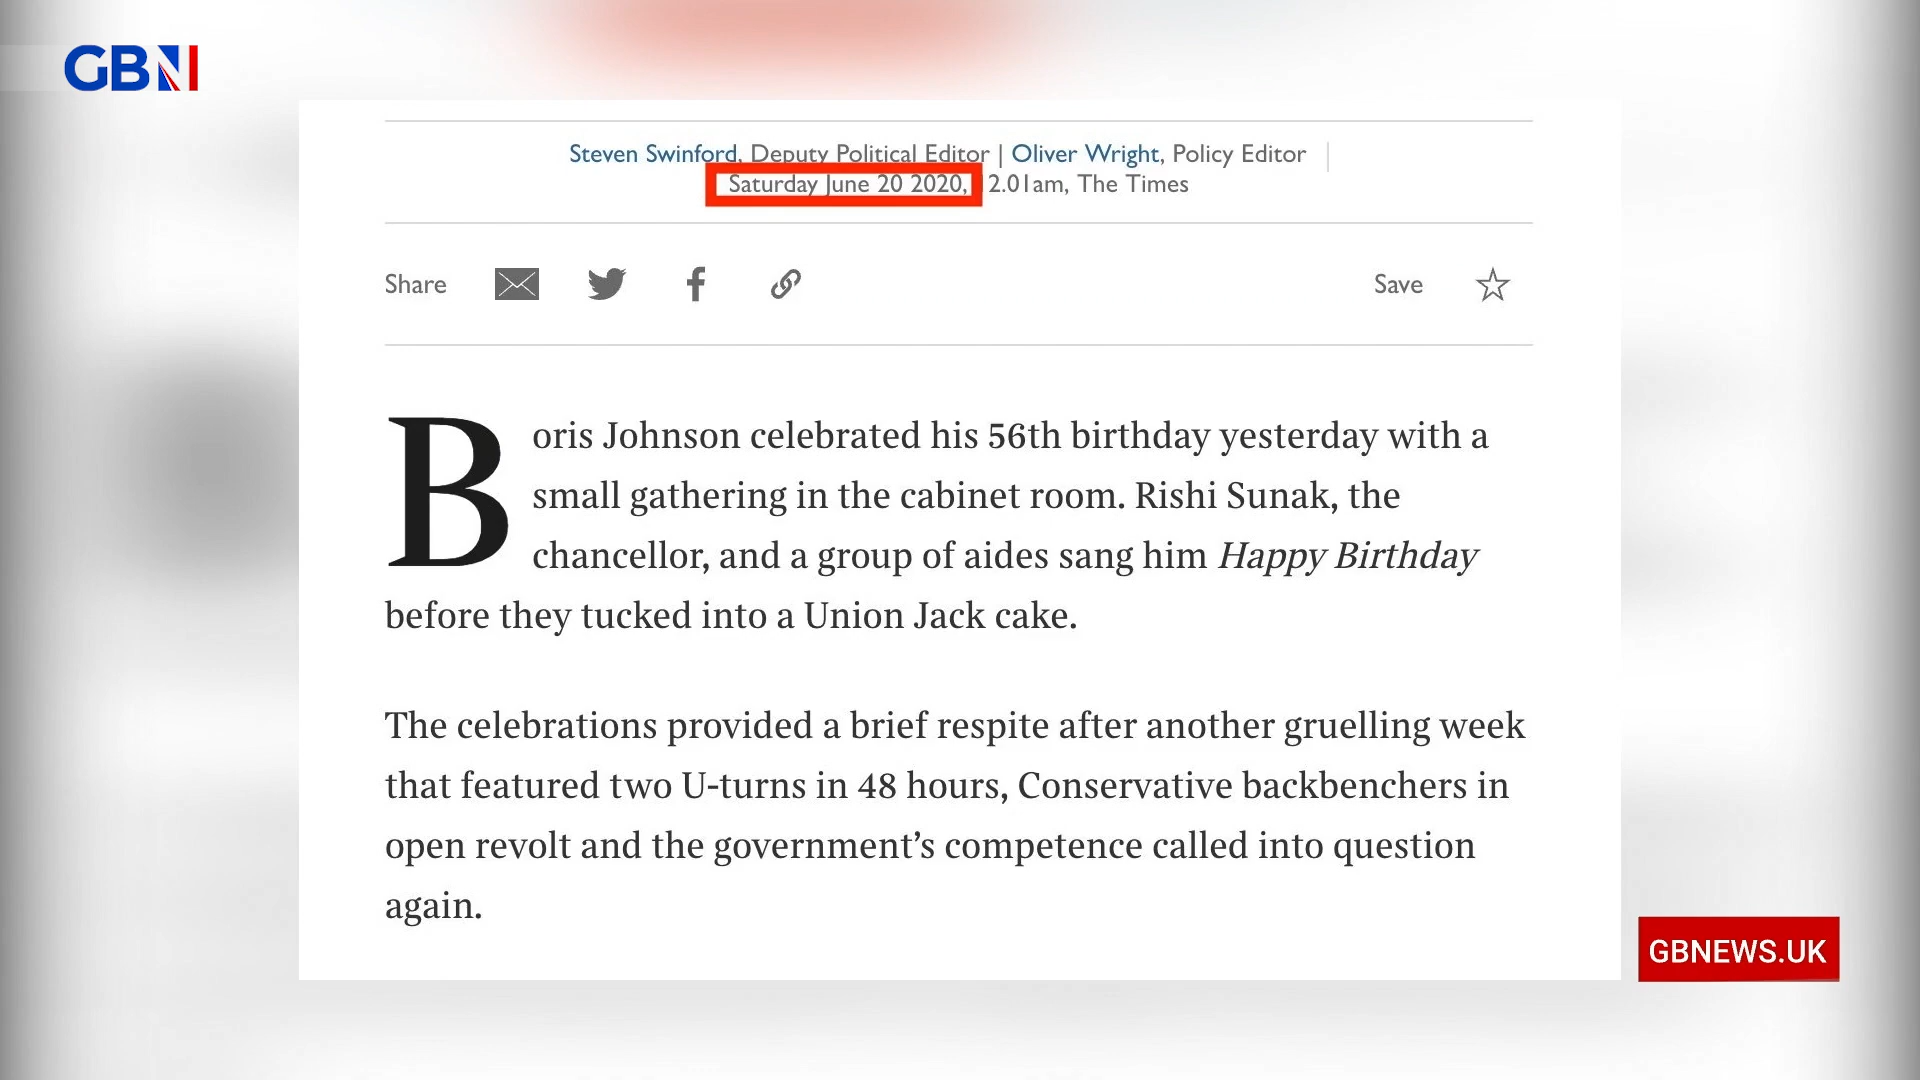 GBN
Steven Swinford, Deputy Political Editor | Oliver Wright, Policy Editor
Saturday June 20 2020, 12.01am, The Times
Share
Save
Boris Johnson celebrated his 56th birthday yesterday with a
small gathering in the cabinet room. Rishi Sunak, the
chancellor, and a group of aides sang him Happy Birthday
before they tucked into a Union Jack cake.
The celebrations provided a brief respite after another gruelling week
that featured two U-turns in 48 hours, Conservative backbenchers in
open revolt and the government’s competence called into question
again.
GBNEWS.UK